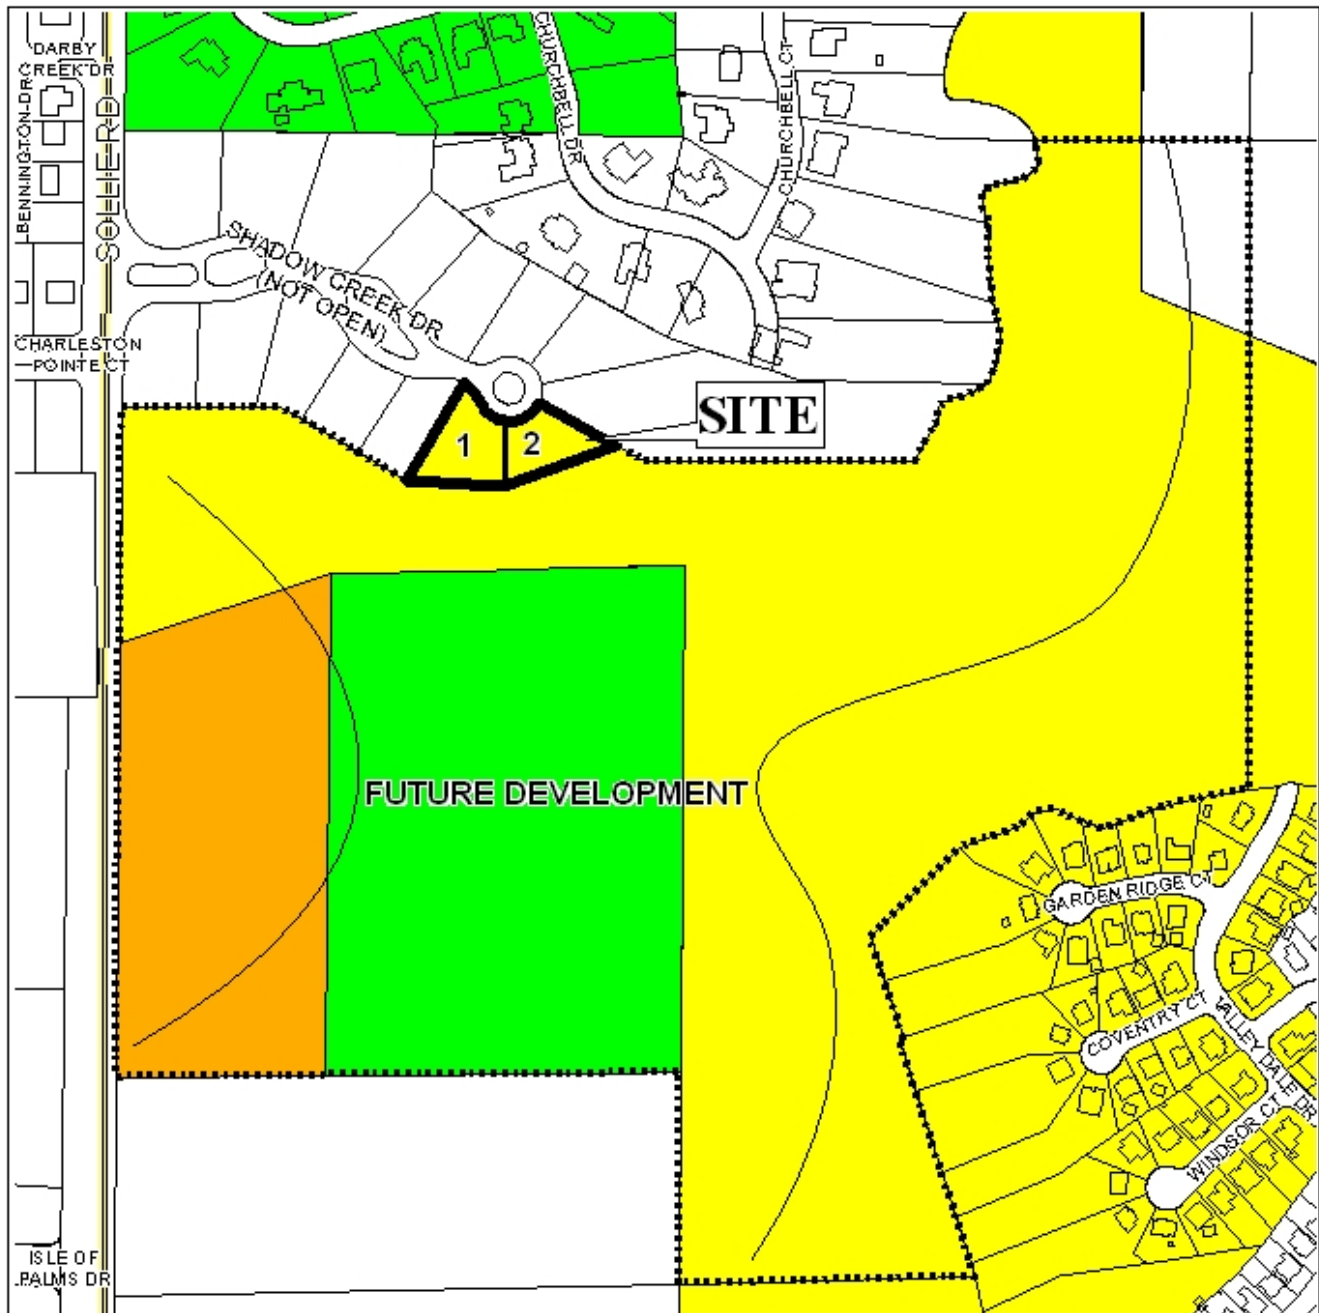 DARBY
CREEK DR
BENNINGTON DR
SOLLIE RD
CHURCHBELL DR
CHURCHBELL CT
SHADOW CREEK DR
(NOT OPEN)
CHARLESTON
POINTE CT
SITE
1
2
FUTURE DEVELOPMENT
GARDEN RIDGE CT
COVENTRY CT
VALLEY DALE DR
WINDSOR CT
ISLE OF
PALMS DR